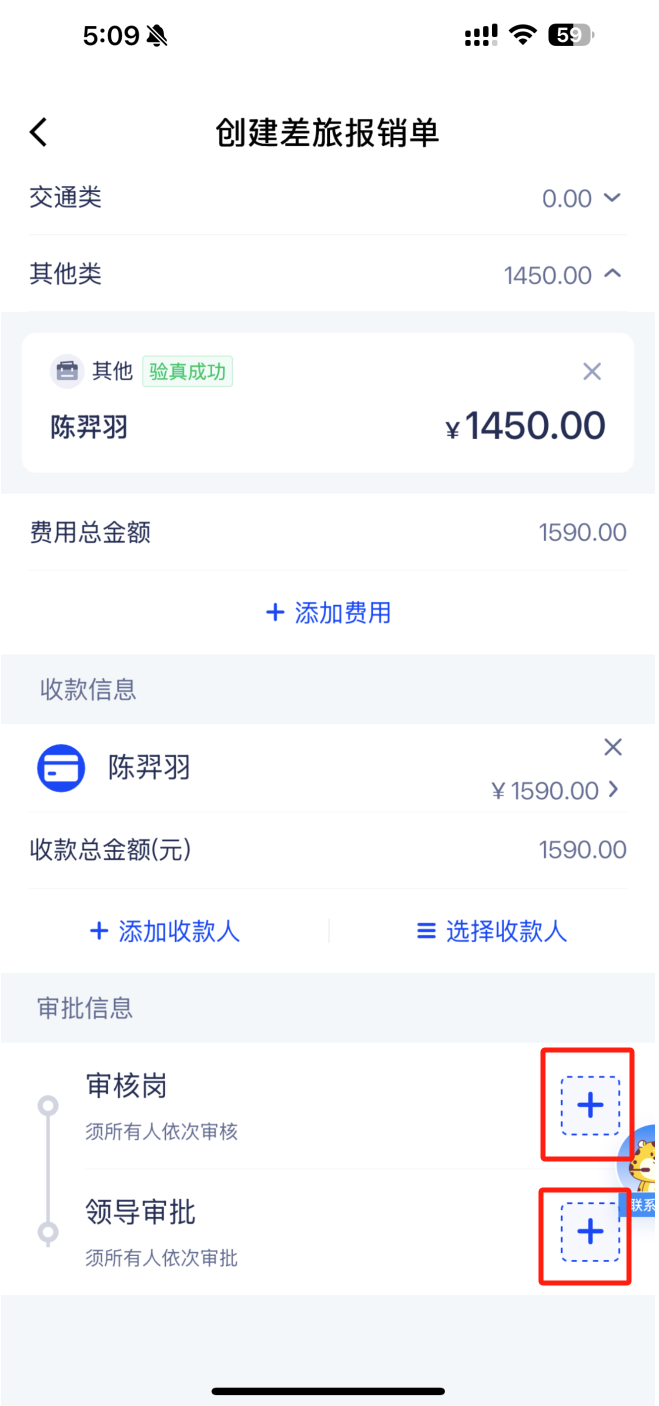 5:09
59
创建差旅报销单
交通类 0.00
其他类 1450.00
其他 验真成功
陈羿羽 ¥1450.00
费用总金额 1590.00
+ 添加费用
收款信息
陈羿羽
¥1590.00
收款总金额(元) 1590.00
+ 添加收款人 选择收款人
审批信息
审核岗
须所有人依次审核
领导审批
联系
须所有人依次审批